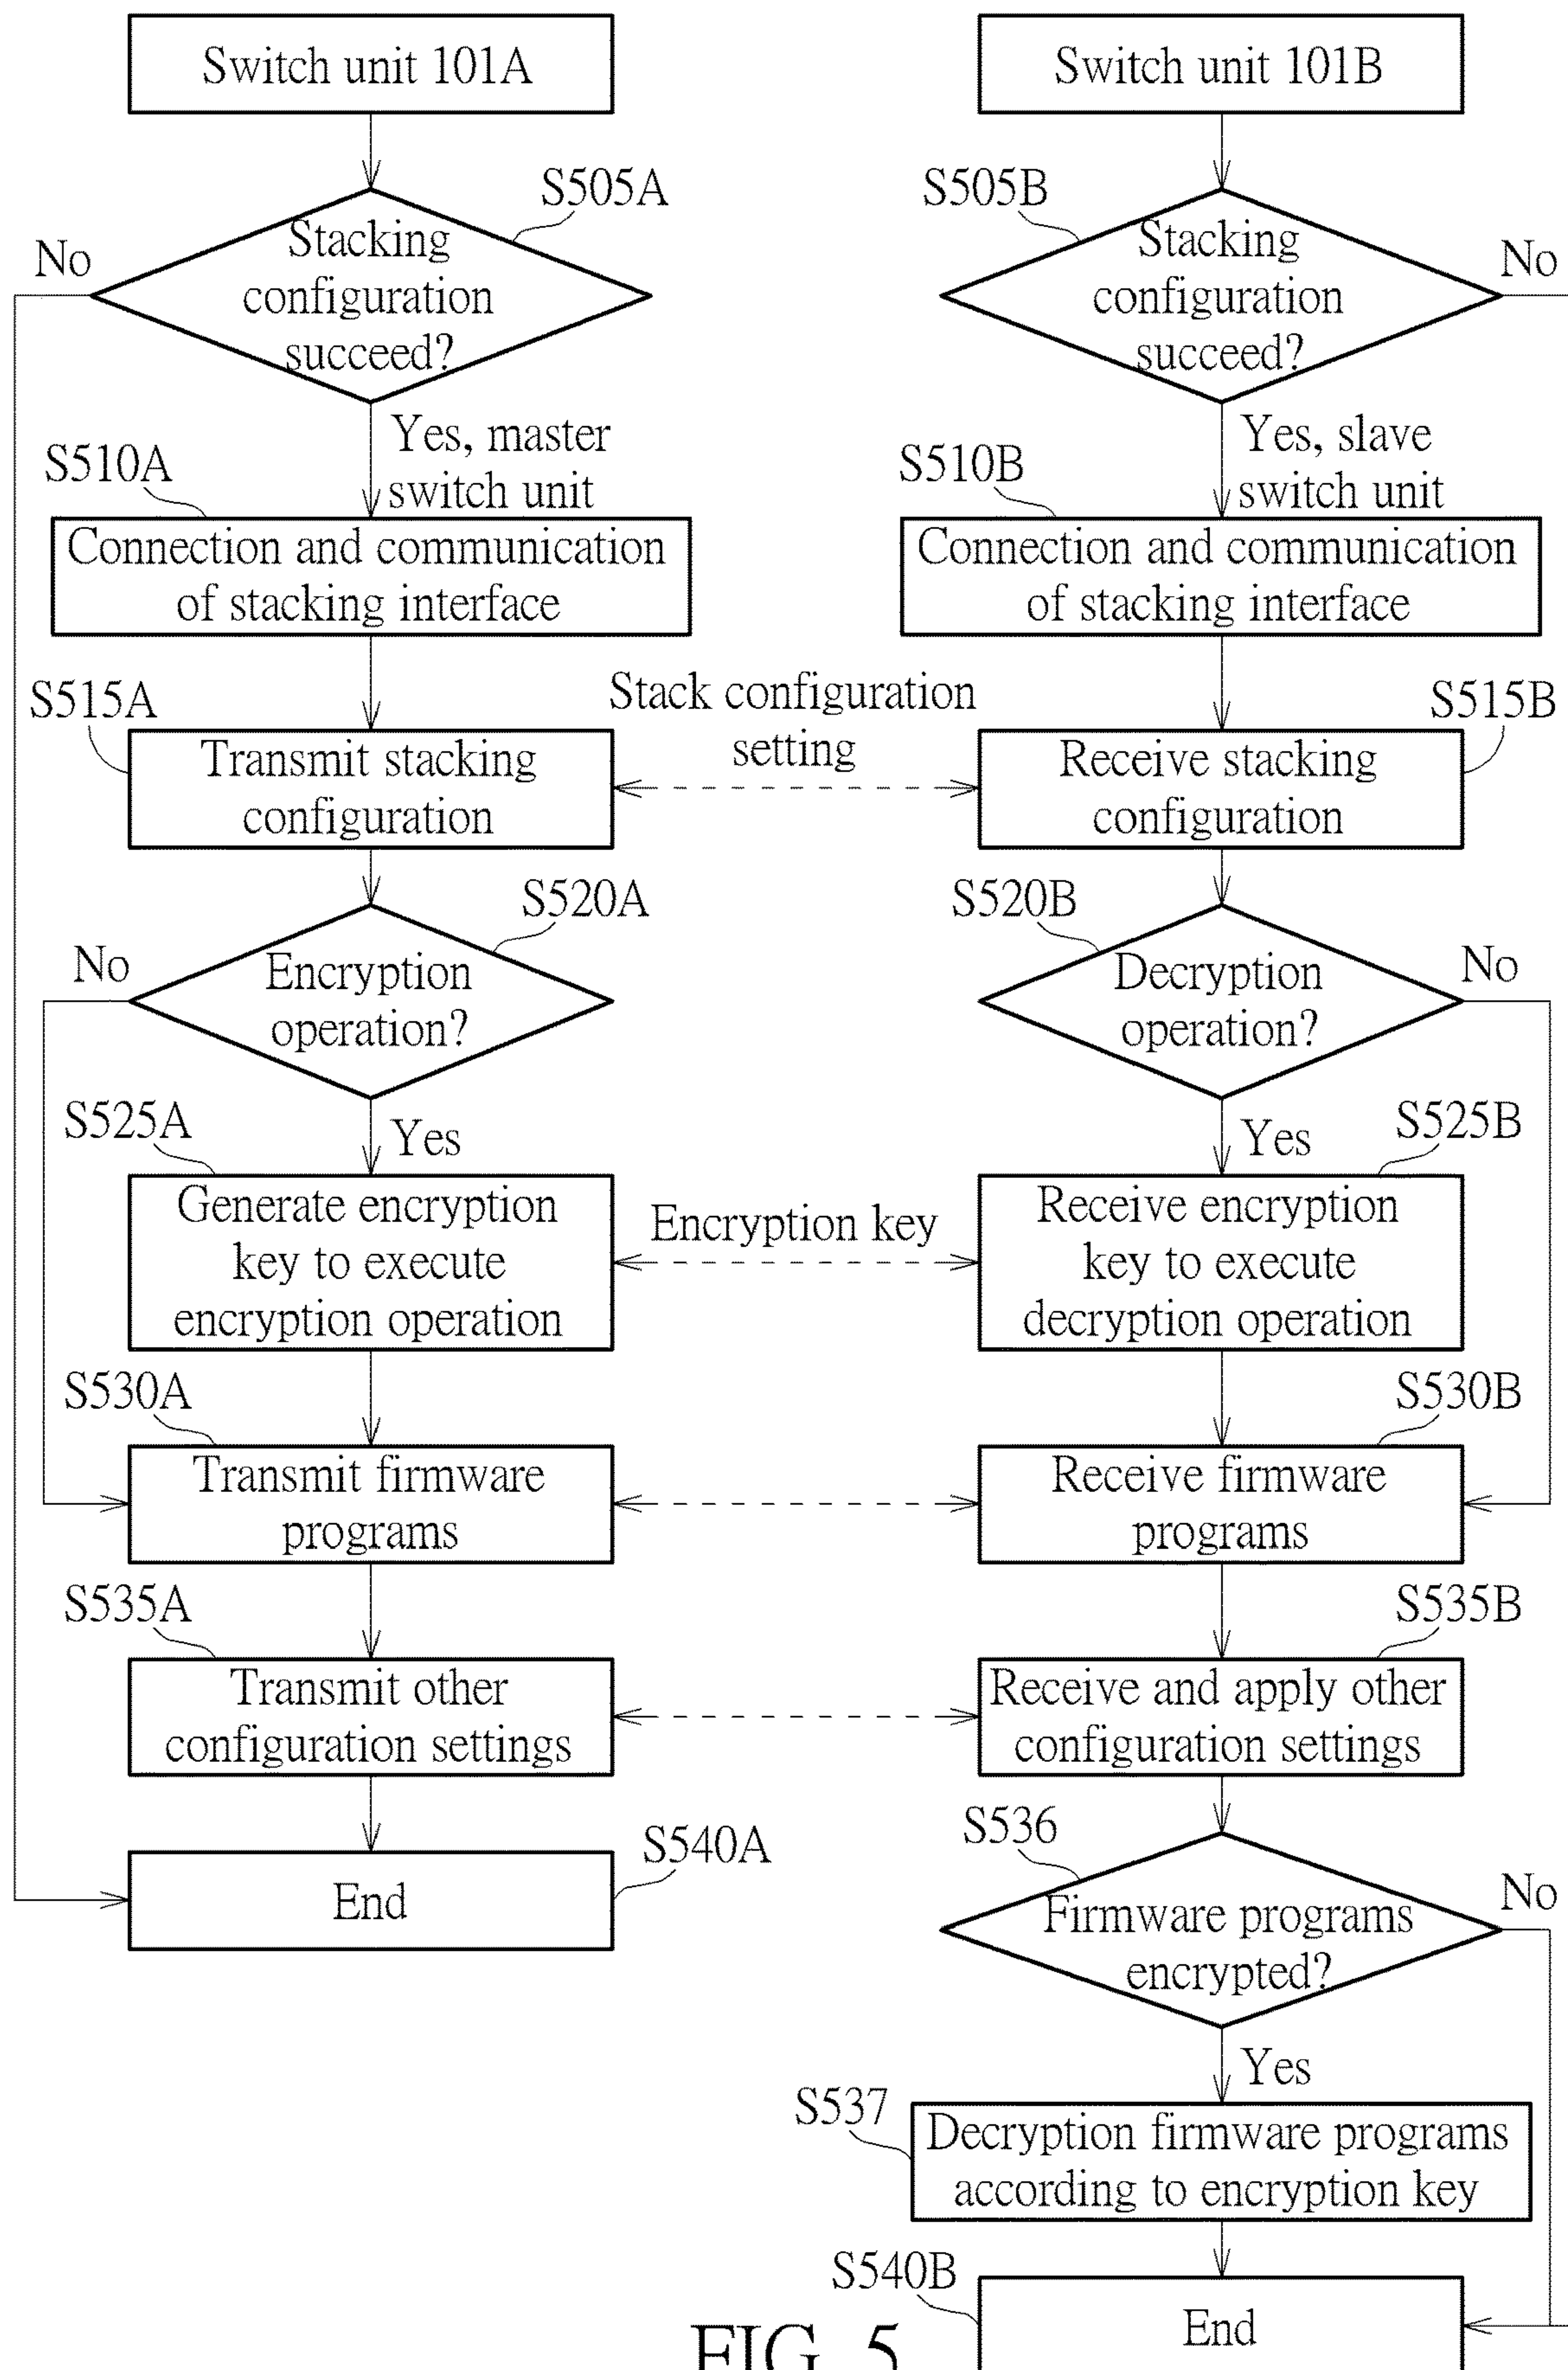 Switch unit 101A
S505A
No
Stacking
configuration
succeed?
Yes, master
switch unit
S510A
Connection and communication
of stacking interface
S515A
Transmit stacking
configuration
Stack configuration
setting
S520A
No
Encryption
operation?
S525A
Yes
Generate encryption
key to execute
encryption operation
Encryption key
S530A
Transmit firmware
programs
S535A
Transmit other
configuration settings
S540A
End
Switch unit 101B
S505B
No
Stacking
configuration
succeed?
Yes, slave
switch unit
S510B
Connection and communication
of stacking interface
S515B
Receive stacking
configuration
S520B
No
Decryption
operation?
S525B
Yes
Receive encryption
key to execute
decryption operation
S530B
Receive firmware
programs
S535B
Receive and apply other
configuration settings
S536
No
Firmware programs
encrypted?
Yes
S537
Decryption firmware programs
according to encryption key
S540B
End
FIG. 5